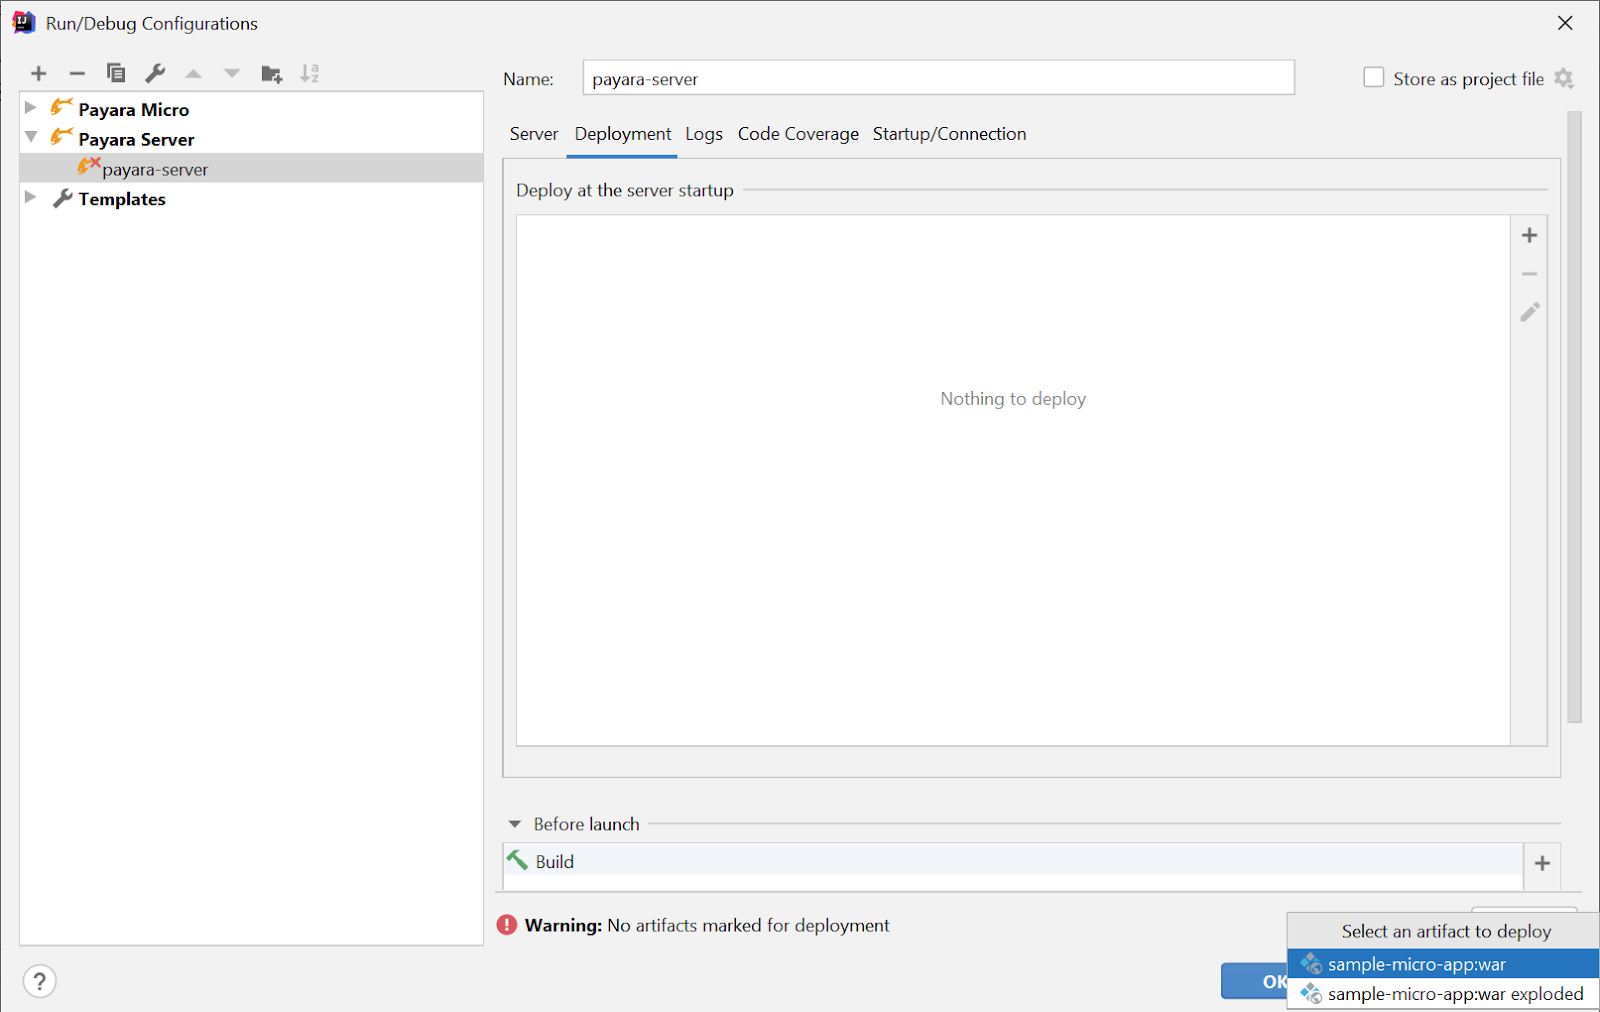 Run/Debug Configurations
Name: payara-server Store as project file
Payara Micro
Payara Server
payara-server
Templates
Server Deployment Logs Code Coverage Startup/Connection
Deploy at the server startup
Nothing to deploy
Before launch
Build
Warning: No artifacts marked for deployment
Select an artifact to deploy
sample-micro-app:war
sample-micro-app:war exploded
OK
?